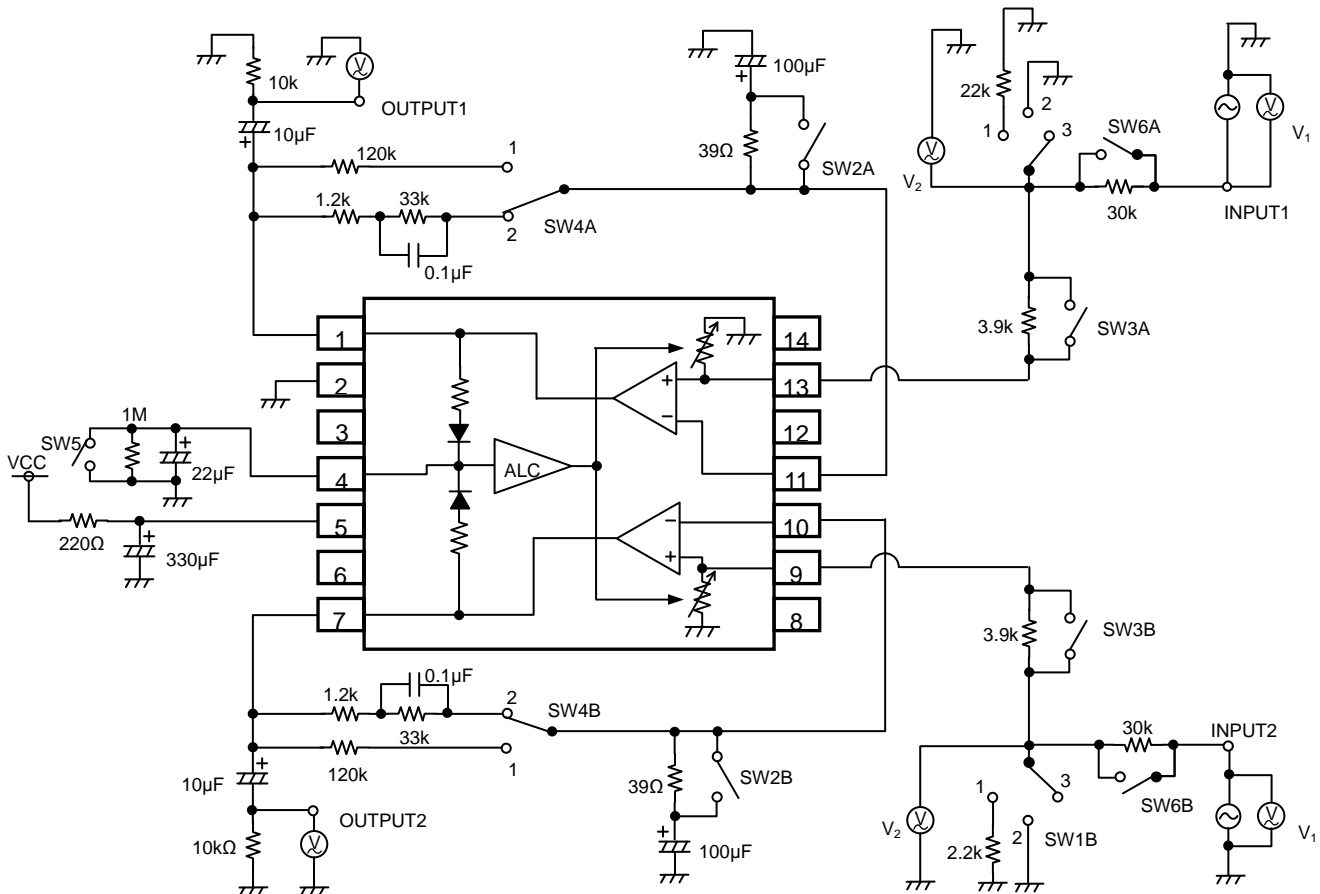 10k
OUTPUT1
10µF
+
120k
1
1.2k
33k
2
SW4A
0.1µF
100µF
+
39Ω
SW2A
22k
2
1
3
SW6A
V
V₂
30k
V
V₁
INPUT1
V
3.9k
SW3A
1
2
3
4
5
6
7
14
13
12
11
10
9
8
+
−
ALC
−
+
1M
SW5
+
22µF
VCC
220Ω
+
330µF
0.1µF
1.2k
2
SW4B
33k
120k
1
10µF
+
OUTPUT2
10kΩ
V
39Ω
SW2B
+
100µF
3.9k
SW3B
30k
INPUT2
SW6B
1
3
2
SW1B
2.2k
V
V₂
V
V₁